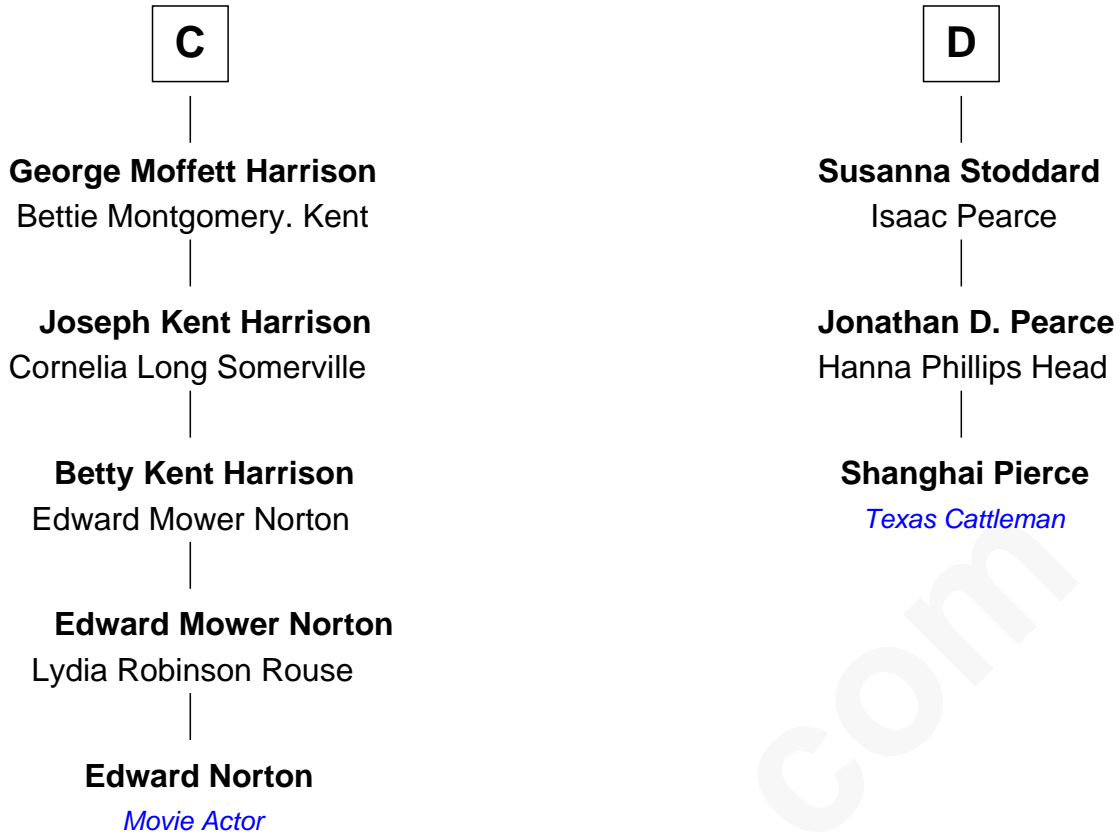 C
George Moffett Harrison
Bettie Montgomery. Kent
Joseph Kent Harrison
Cornelia Long Somerville
Betty Kent Harrison
Edward Mower Norton
Edward Mower Norton
Lydia Robinson Rouse
Edward Norton
Movie Actor
D
Susanna Stoddard
Isaac Pearce
Jonathan D. Pearce
Hanna Phillips Head
Shanghai Pierce
Texas Cattleman
com